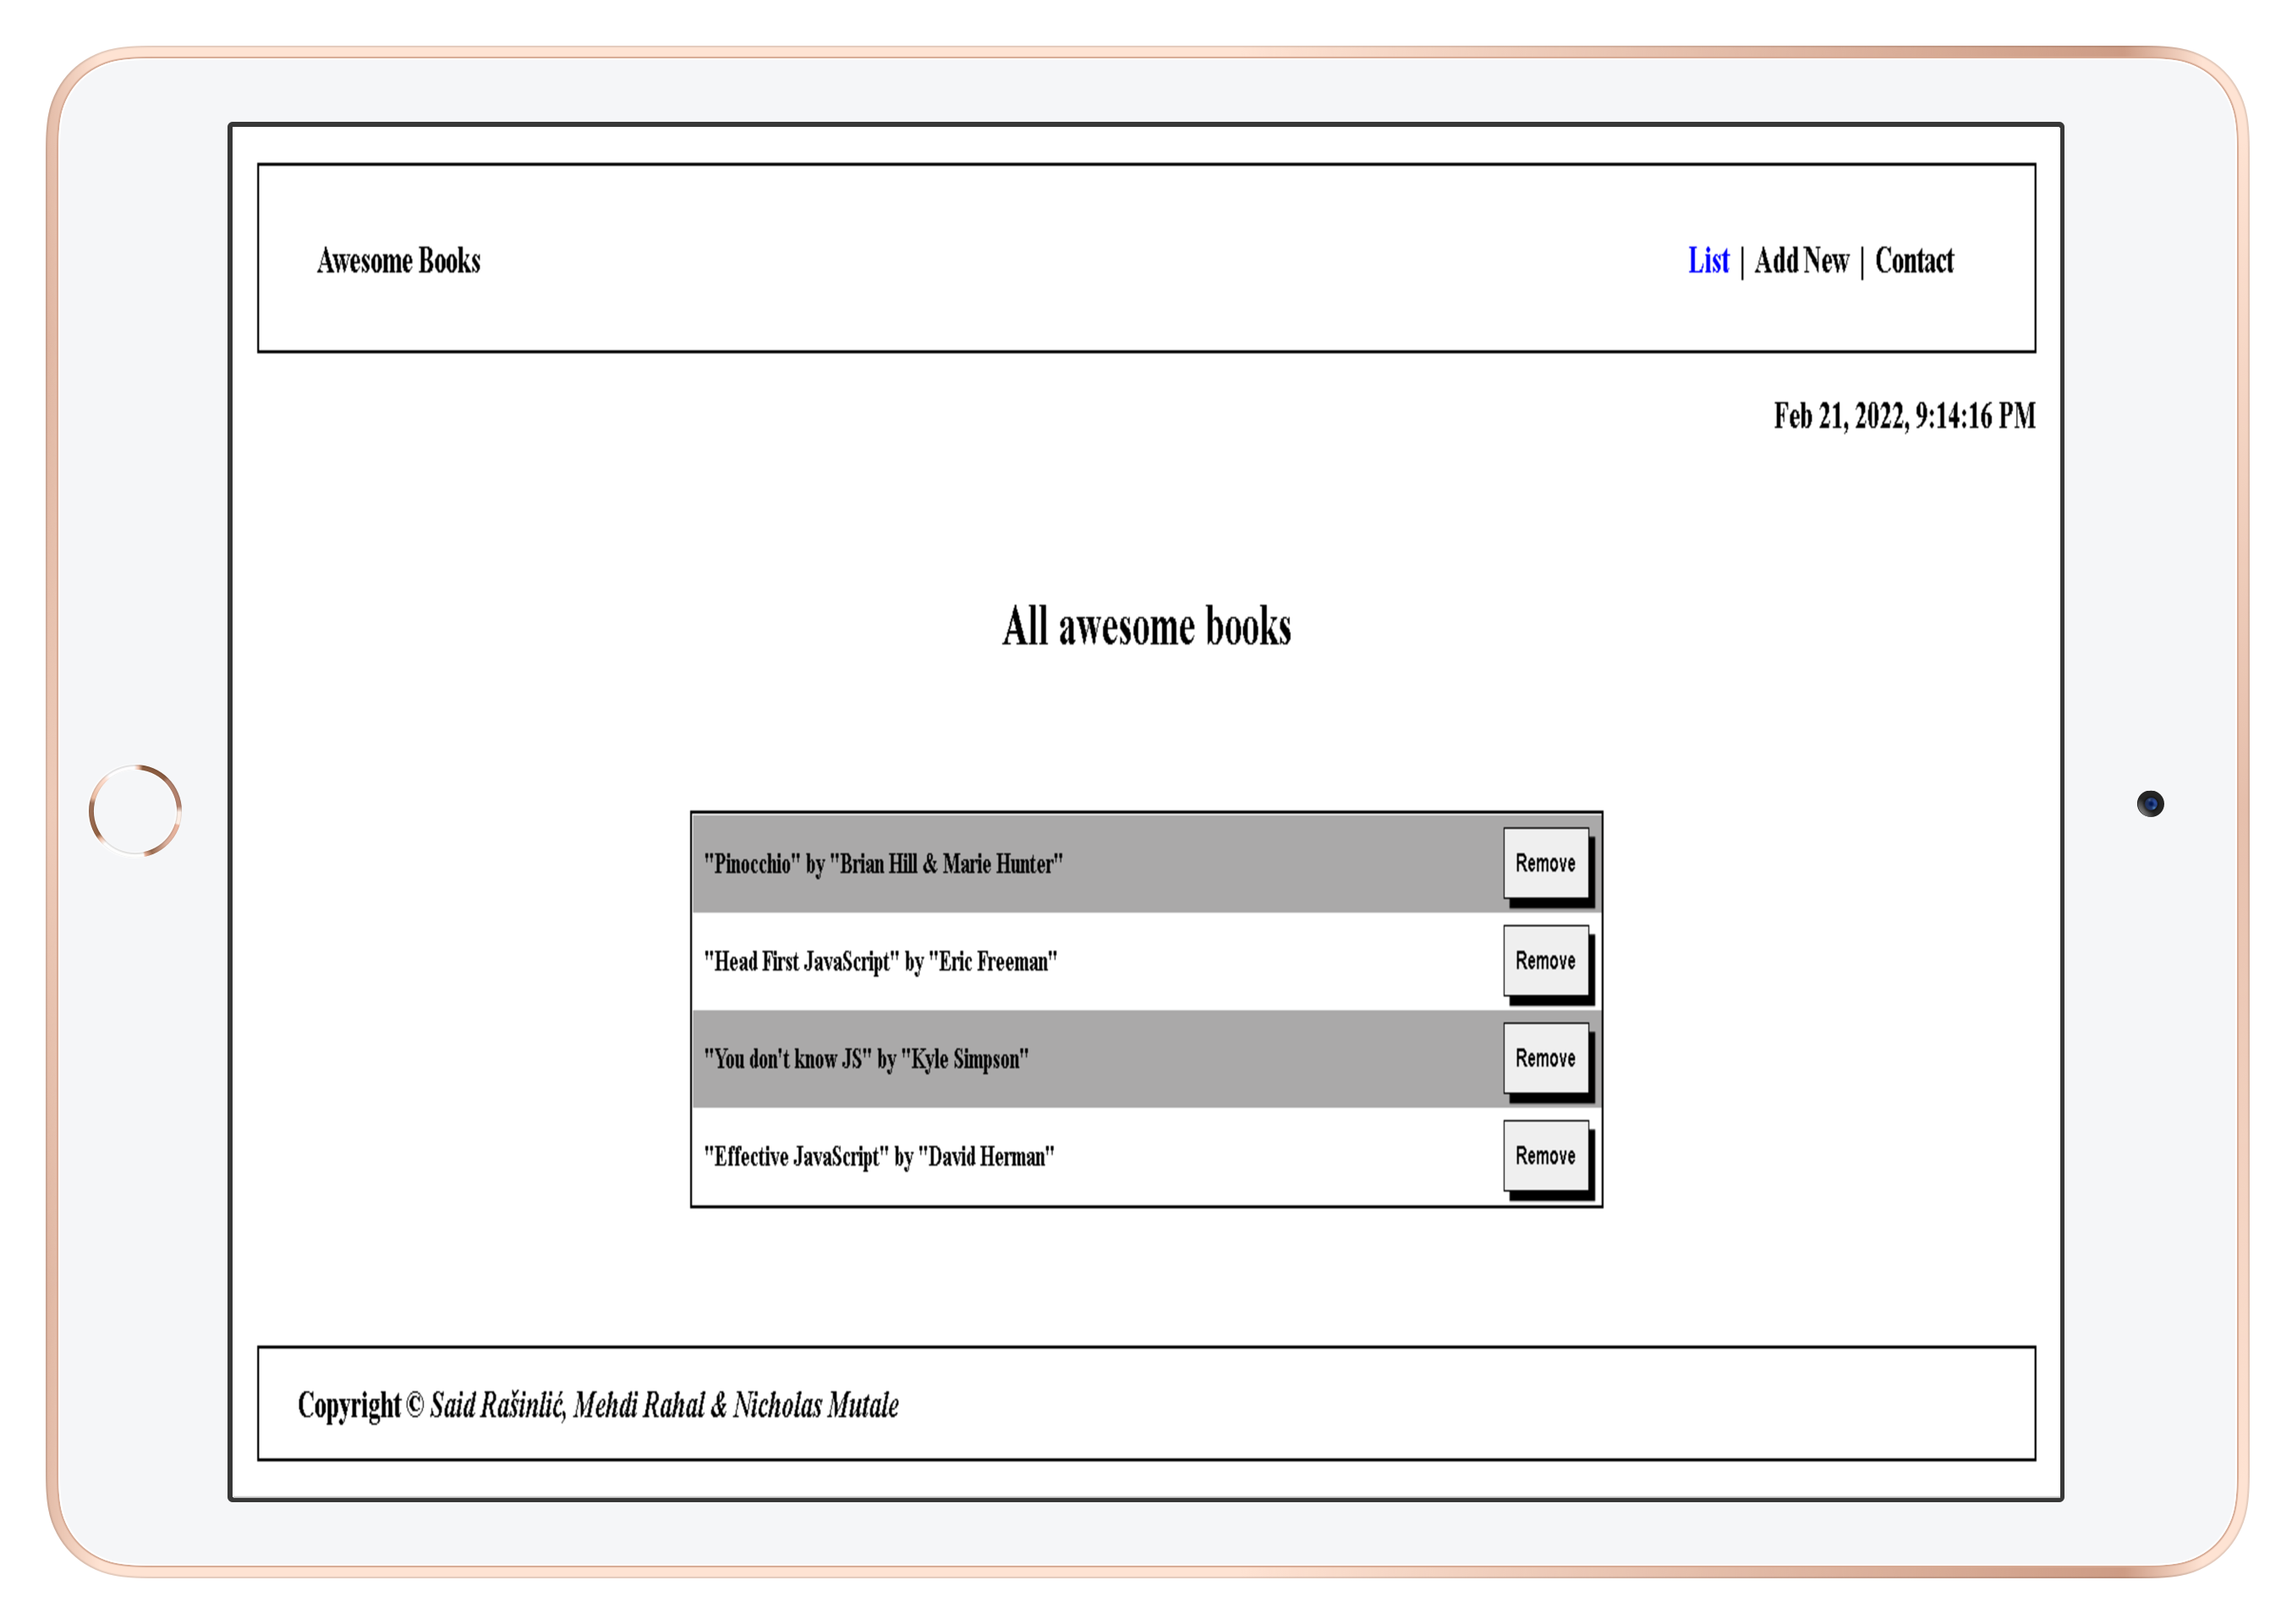 Awesome Books
List | Add New | Contact
Feb 21, 2022, 9:14:16 PM
All awesome books
"Pinocchio" by "Brian Hill & Marie Hunter"
Remove
"Head First JavaScript" by "Eric Freeman"
Remove
"You don't know JS" by "Kyle Simpson"
Remove
"Effective JavaScript" by "David Herman"
Remove
Copyright © Said Rašinlić, Mehdi Rahal & Nicholas Mutale